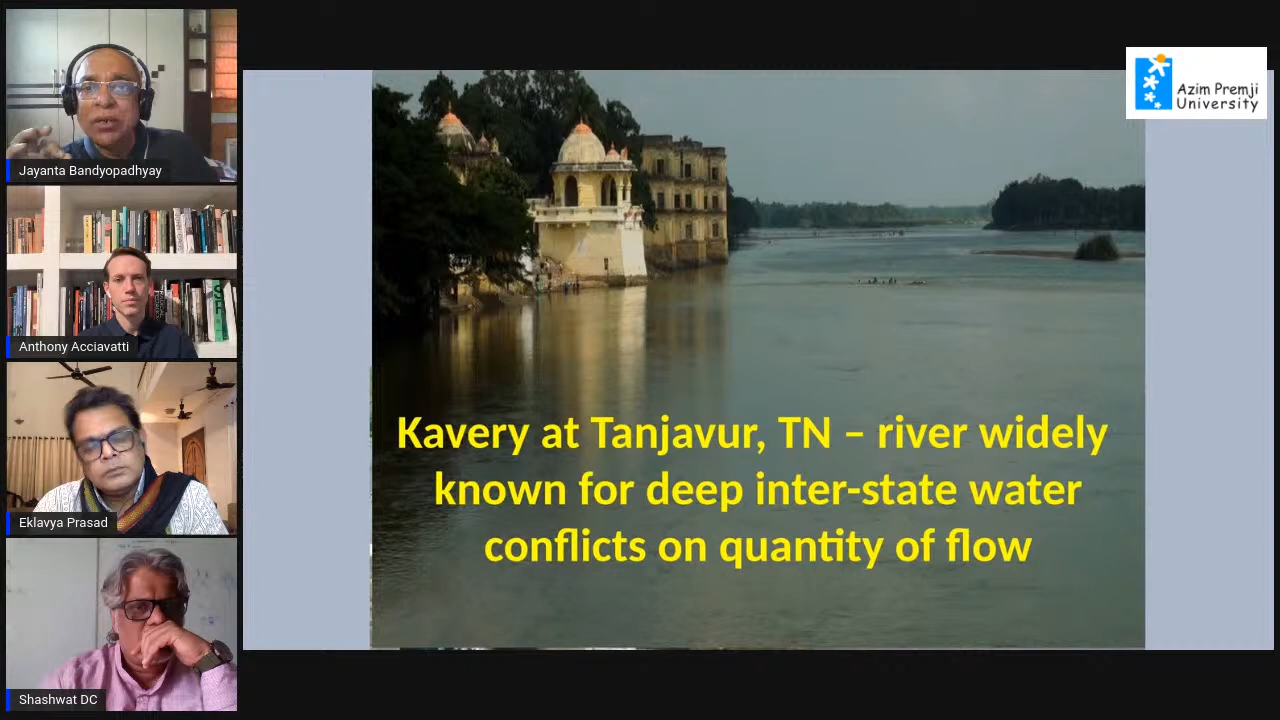 Jayanta Bandyopadhyay
Anthony Acciavatti
Eklavya Prasad
Shashwat DC
Azim Premji
University
Kavery at Tanjavur, TN – river widely
known for deep inter-state water
conflicts on quantity of flow